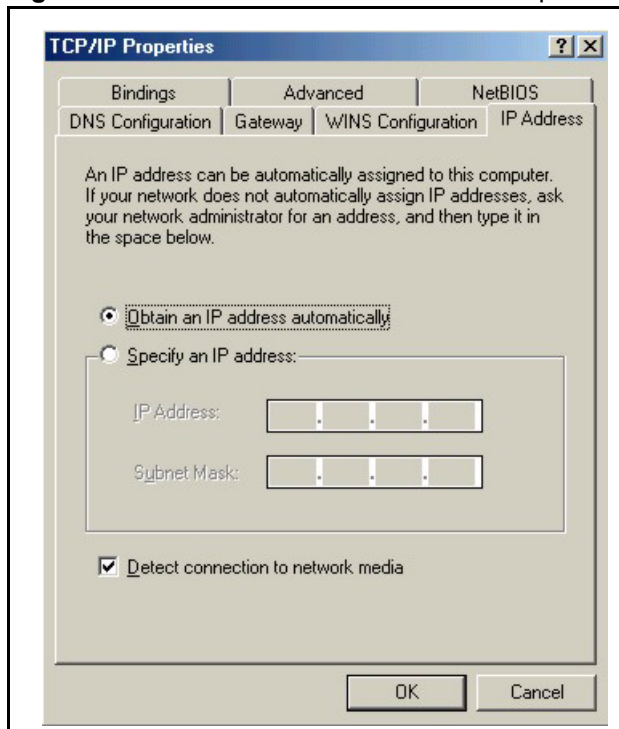 TCP/IP Properties
? ×
Bindings Advanced NetBIOS
DNS Configuration Gateway WINS Configuration IP Address
An IP address can be automatically assigned to this computer.
If your network does not automatically assign IP addresses, ask
your network administrator for an address, and then type it in
the space below.
Obtain an IP address automatically
Specify an IP address:
IP Address:
. . .
Subnet Mask:
. . .
Detect connection to network media
OK Cancel